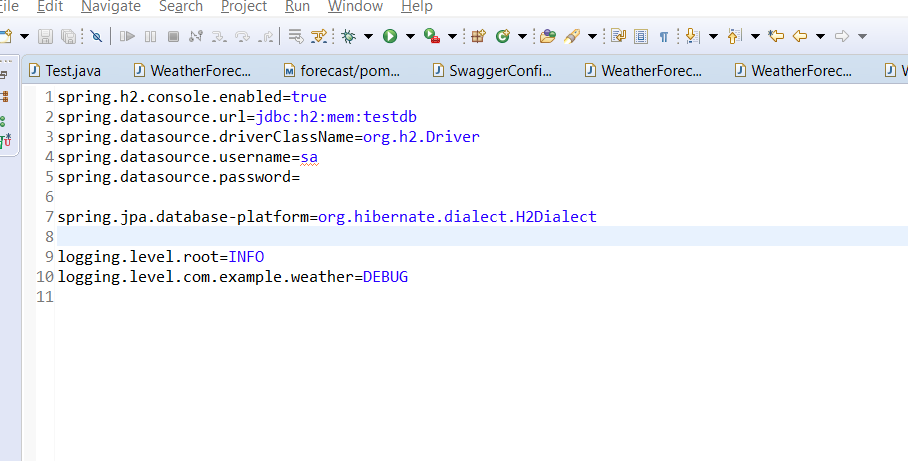 File Edit Navigate Search Project Run Window Help
Test.java WeatherForec... forecast/pom... SwaggerConfi... WeatherForec... WeatherForec...
1 spring.h2.console.enabled=true
2 spring.datasource.url=jdbc:h2:mem:testdb
3 spring.datasource.driverClassName=org.h2.Driver
4 spring.datasource.username=sa
5 spring.datasource.password=
6
7 spring.jpa.database-platform=org.hibernate.dialect.H2Dialect
8
9 logging.level.root=INFO
10 logging.level.com.example.weather=DEBUG
11